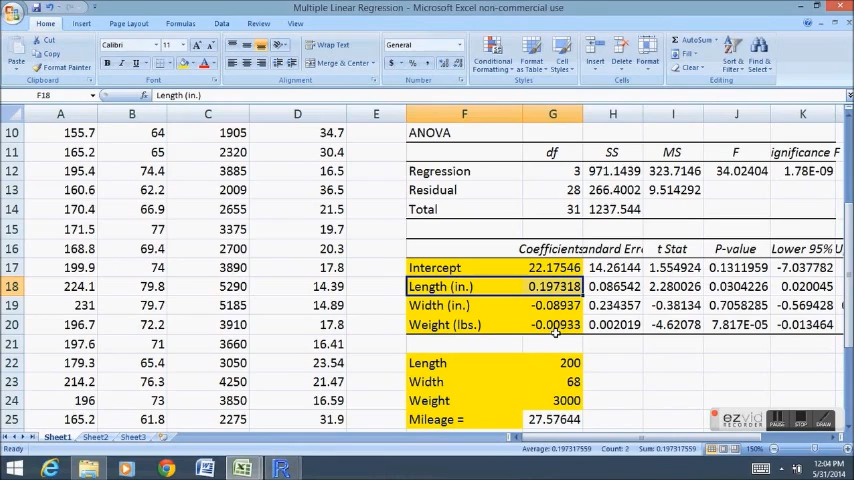 Multiple Linear Regression - Microsoft Excel non-commercial use
Home Insert Page Layout Formulas Data Review View
Cut
Copy
Format Painter
Paste
Clipboard
Calibri 11
Font
Wrap Text
Merge & Center
Alignment
General
Number
Conditional Formatting
Format as Table
Cell Styles
Styles
Insert Delete Format
Cells
AutoSum
Fill
Clear
Sort & Filter
Find & Select
Editing
F18 Length (in.)
A B C D E F G H I J K
10 155.7 64 1905 34.7 ANOVA
11 165.2 65 2320 30.4 df SS MS F ignificance F
12 195.4 74.4 3885 16.5 Regression 3 971.1439 323.7146 34.02404 1.78E-09
13 160.6 62.2 2009 36.5 Residual 28 266.4002 9.514292
14 170.4 66.9 2655 21.5 Total 31 1237.544
15 171.5 77 3375 19.7
16 168.8 69.4 2700 20.3 Coefficients andard Erro t Stat P-value Lower 95% U
17 199.9 74 3890 17.8 Intercept 22.17546 14.26144 1.554924 0.1311959 -7.037782
18 224.1 79.8 5290 14.39 Length (in.) 0.197318 0.086542 2.280026 0.0304226 0.020045
19 231 79.7 5185 14.89 Width (in.) -0.08937 0.234357 -0.38134 0.7058285 -0.569428
20 196.7 72.2 3910 17.8 Weight (lbs.) -0.00933 0.002019 -4.62078 7.817E-05 -0.013464
21 197.6 71 3660 16.41
22 179.3 65.4 3050 23.54 Length 200
23 214.2 76.3 4250 21.47 Width 68
24 196 73 3850 16.59 Weight 3000
25 165.2 61.8 2275 31.9 Mileage = 27.57644
ezvid
RECORDER
PAUSE STOP DRAW
Sheet1 Sheet2 Sheet3
Ready Average: 0.197317559 Count: 2 Sum: 0.197317559 150%
12:04 PM
5/31/2014